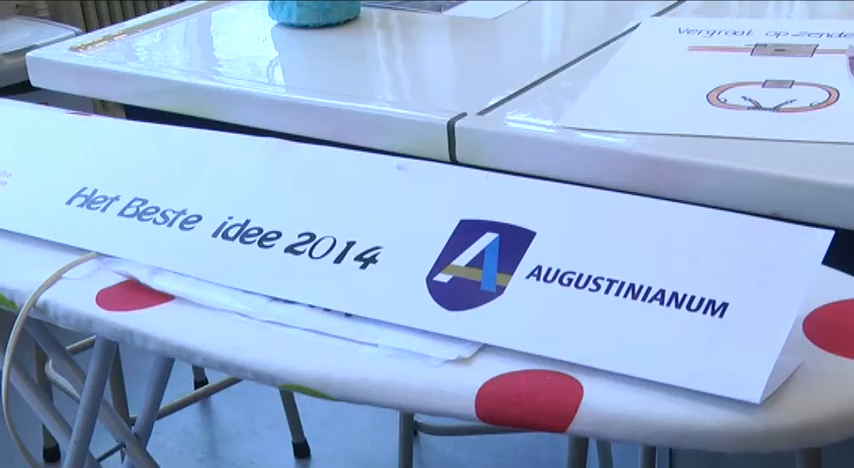 Vergroot op zende
Het Beste idee 2014
A AUGUSTINIANUM